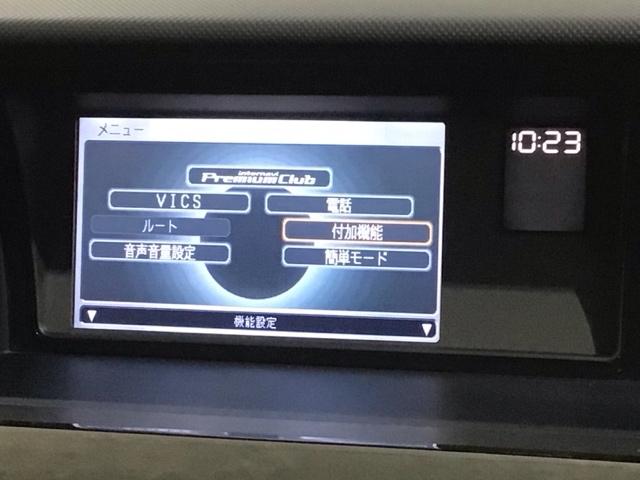 メニュー
10:23
internavi
Premium Club
VICS
電話
ルート
付加機能
音声音量設定
簡単モード
機能設定